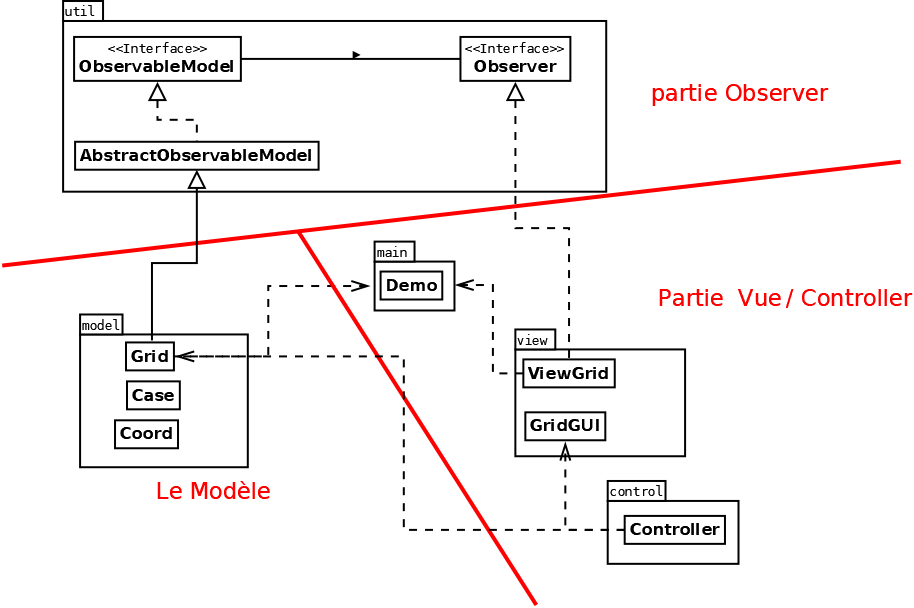 util
<<Interface>>
ObservableModel
<<Interface>>
Observer
partie Observer
AbstractObservableModel
main
Demo
Partie Vue / Controller
model
Grid
Case
Coord
view
ViewGrid
GridGUI
Le Modèle
control
Controller